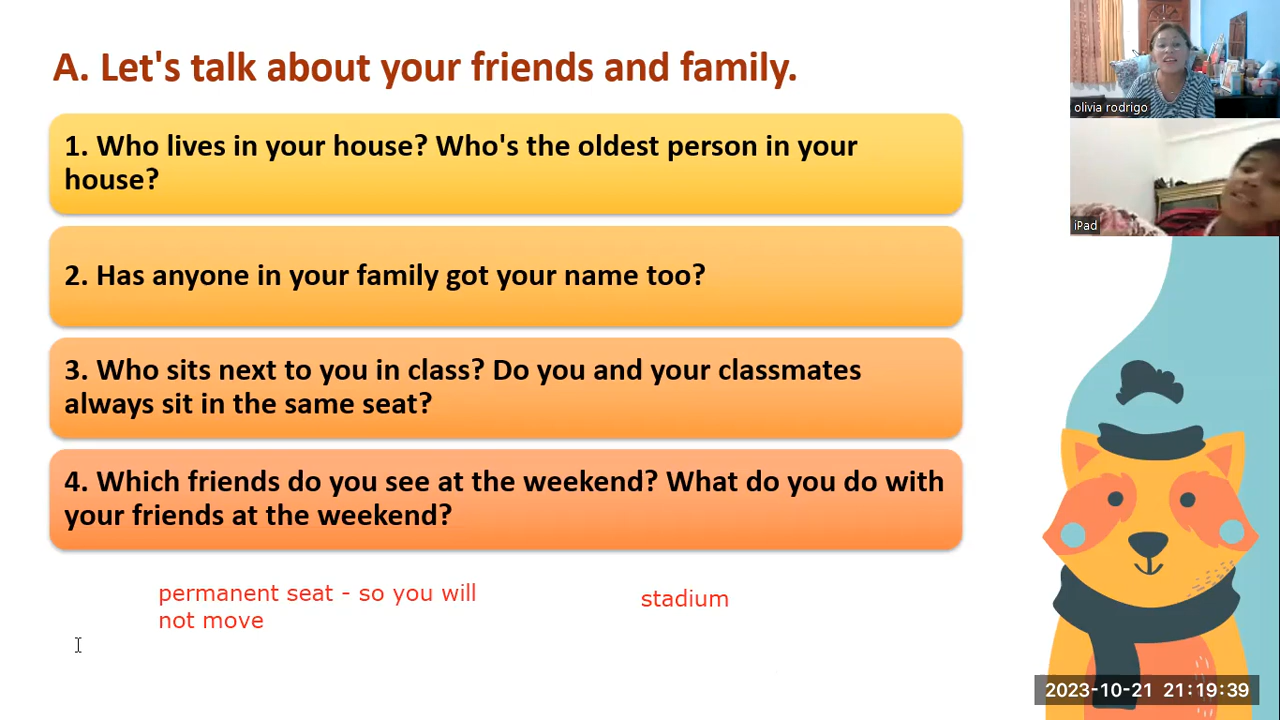 A. Let's talk about your friends and family.
1. Who lives in your house? Who's the oldest person in your
house?
2. Has anyone in your family got your name too?
3. Who sits next to you in class? Do you and your classmates
always sit in the same seat?
4. Which friends do you see at the weekend? What do you do with
your friends at the weekend?
permanent seat - so you will
not move
stadium
olivia rodrigo
iPad
2023-10-21 21:19:39